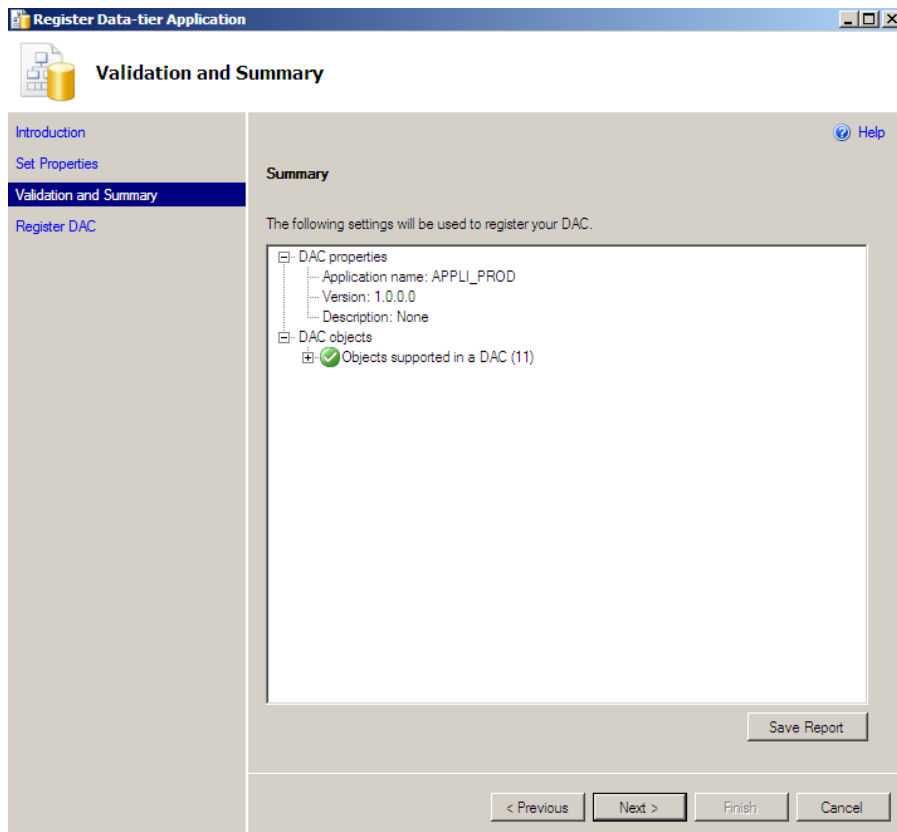 Register Data-tier Application
Validation and Summary
Introduction
Set Properties
Validation and Summary
Register DAC
Help
Summary
The following settings will be used to register your DAC.
DAC properties
Application name: APPLI_PROD
Version: 1.0.0.0
Description: None
DAC objects
Objects supported in a DAC (11)
Save Report
< Previous
Next >
Finish
Cancel